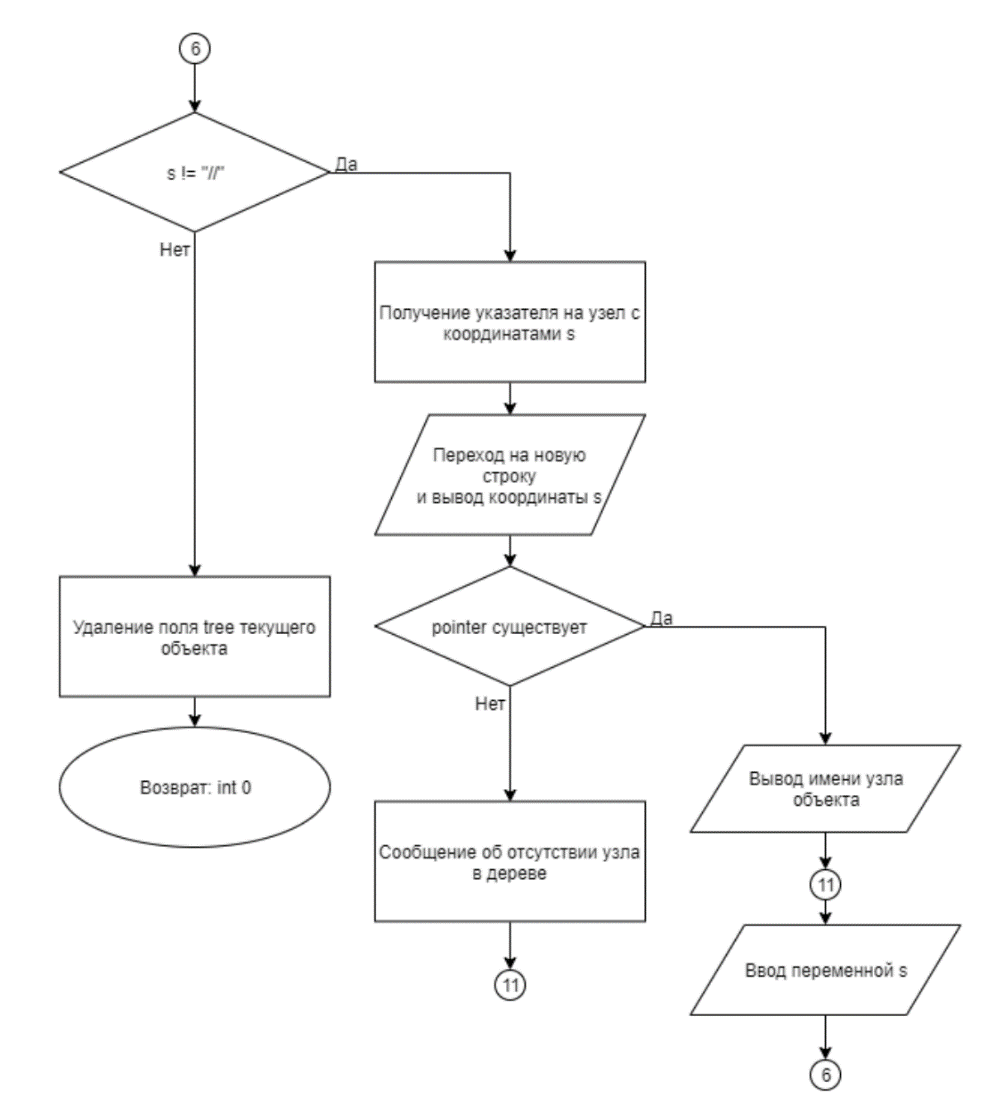 6
s != "//"
Да
Нет
Получение указателя на узел с
координатами s
Переход на новую
строку
и вывод координаты s
pointer существует
Да
Нет
Удаление поля tree текущего
объекта
Возврат: int 0
Вывод имени узла
объекта
Сообщение об отсутствии узла
в дереве
11
11
Ввод переменной s
6